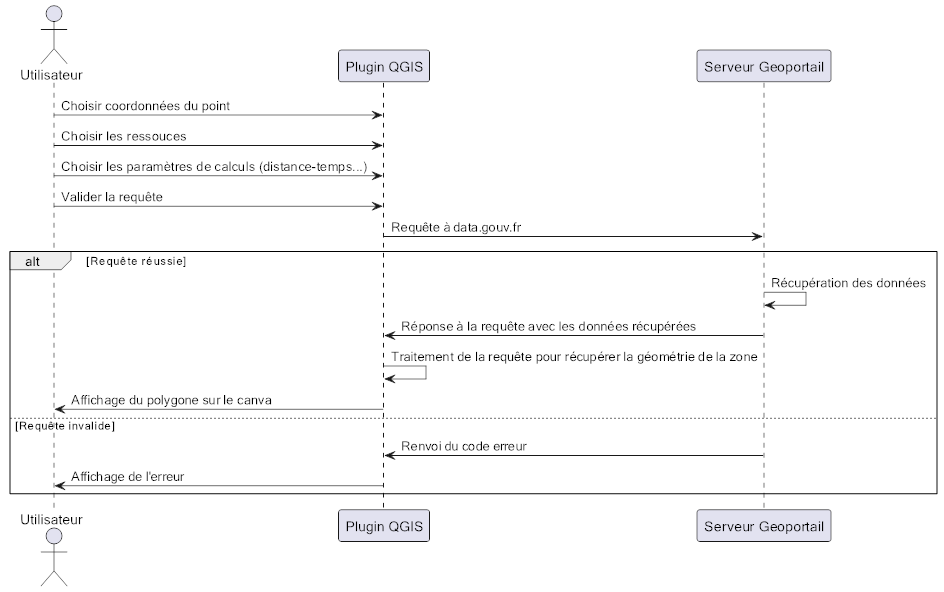 Utilisateur
Plugin QGIS
Serveur Geoportail
Choisir coordonnées du point
Choisir les ressouces
Choisir les paramètres de calculs (distance-temps...)
Valider la requête
Requête à data.gouv.fr
alt
[Requête réussie]
Récupération des données
Réponse à la requête avec les données récupérées
Traitement de la requête pour récupérer la géométrie de la zone
Affichage du polygone sur le canva
[Requête invalide]
Renvoi du code erreur
Affichage de l'erreur
Utilisateur
Plugin QGIS
Serveur Geoportail